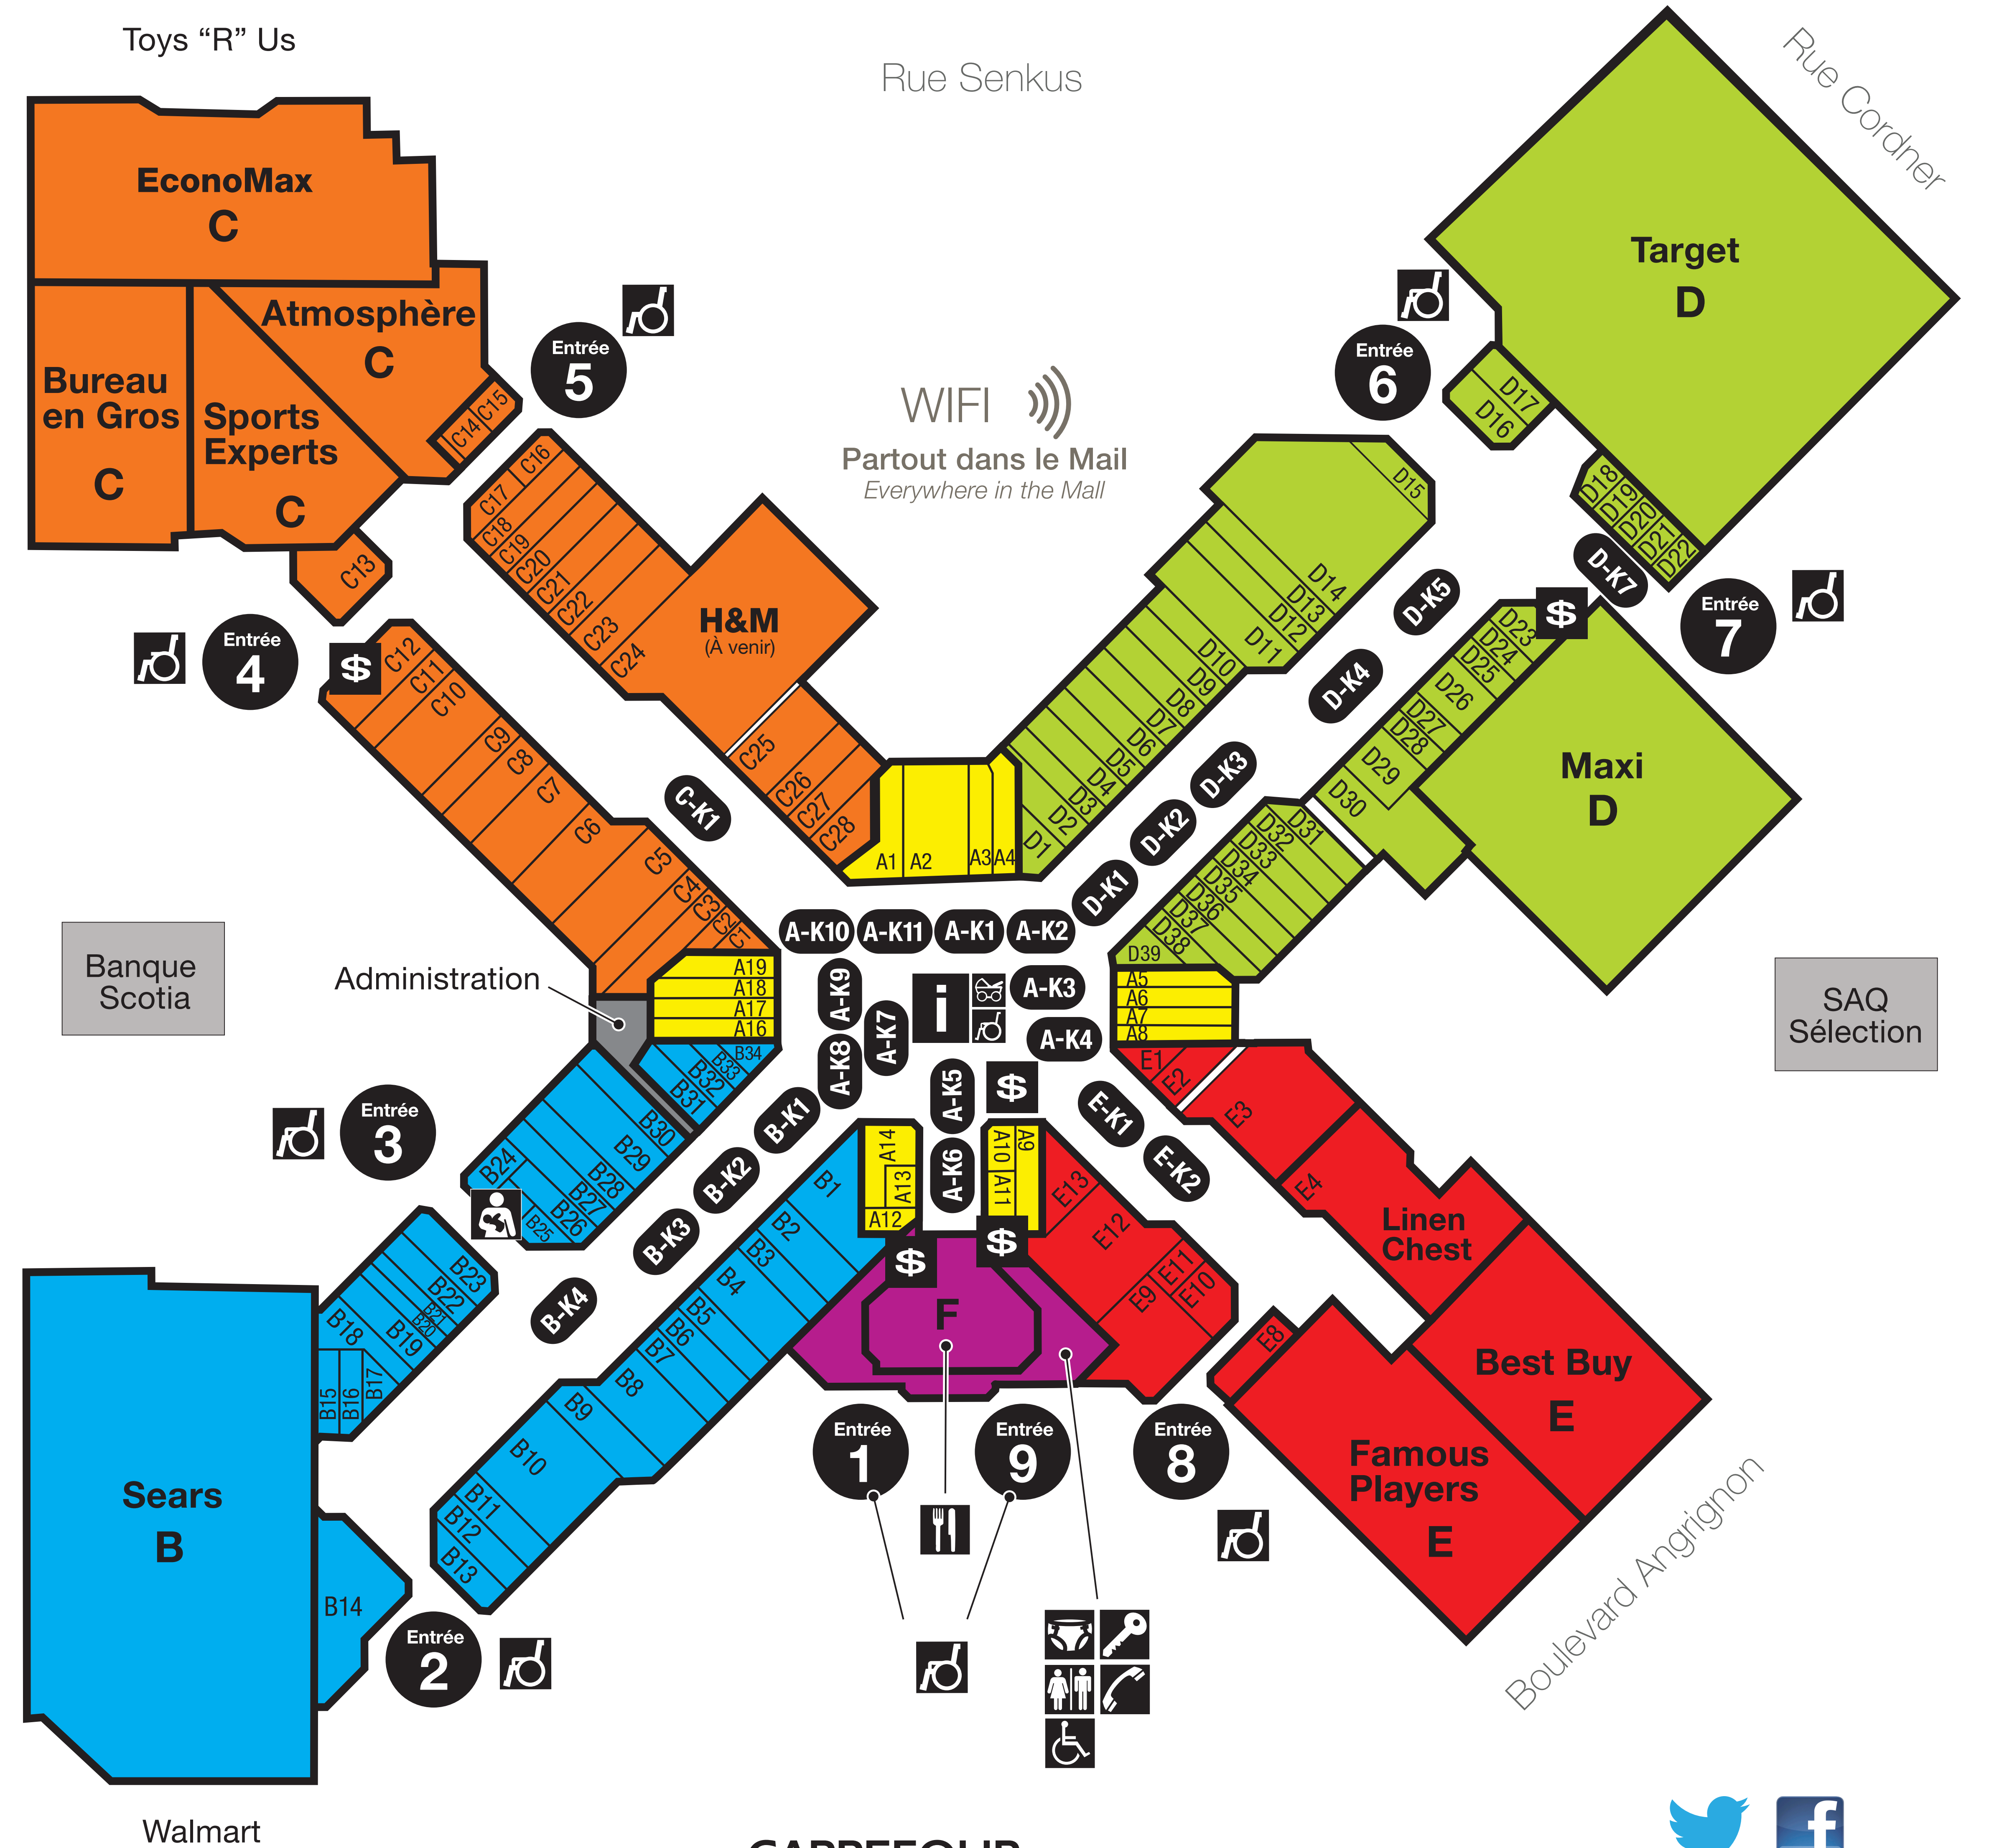 Toys “R” Us
Rue Senkus
Rue Cordner
EconoMax
C
Target
D
Atmosphère
C
Bureau
en Gros
C
Sports
Experts
C
C15
C14
C13
Entrée
5
Entrée
6
WIFI
Partout dans le Mail
Everywhere in the Mall
D17
D16
D18
D19
D20
D21
D22
D-K7
Entrée
7
Entrée
4
$
C12
C11
C10
C9
C8
C7
C6
C5
C4
C3
C2
C1
C16
C17
C18
C19
C20
C21
C22
C23
C24
H&M
(À venir)
C25
C26
C27
C28
C-K1
A1
A2
A3
A4
D15
D14
D13
D12
D11
D10
D9
D8
D7
D6
D5
D4
D3
D2
D1
D-K5
D-K4
D-K3
D-K2
D-K1
$
D23
D24
D25
D26
D27
D28
D29
D30
Maxi
D
D31
D32
D33
D34
D35
D36
D37
D38
D39
A-K10
A-K11
A-K1
A-K2
A-K9
A-K3
A-K7
A-K8
A-K4
A-K5
A-K6
i
$
Banque
Scotia
Administration
SAQ
Sélection
A19
A18
A17
A16
A5
A6
A7
A8
B34
B33
B32
B31
B30
B29
B28
B27
B26
B25
B24
Entrée
3
B-K1
B-K2
B-K3
B-K4
E1
E2
E3
E4
E-K1
E-K2
Linen
Chest
Best Buy
E
Famous
Players
E
E8
A14
A13
A12
A10
A9
A11
E13
E12
E11
E10
E9
$
$
F
B1
B2
B3
B4
B5
B6
B7
B8
B9
B10
B11
B12
B13
B23
B22
B21
B20
B19
B18
B17
B16
B15
Sears
B
B14
Entrée
1
Entrée
9
Entrée
8
Entrée
2
Boulevard Angrignon
Walmart
CARREFOUR
f